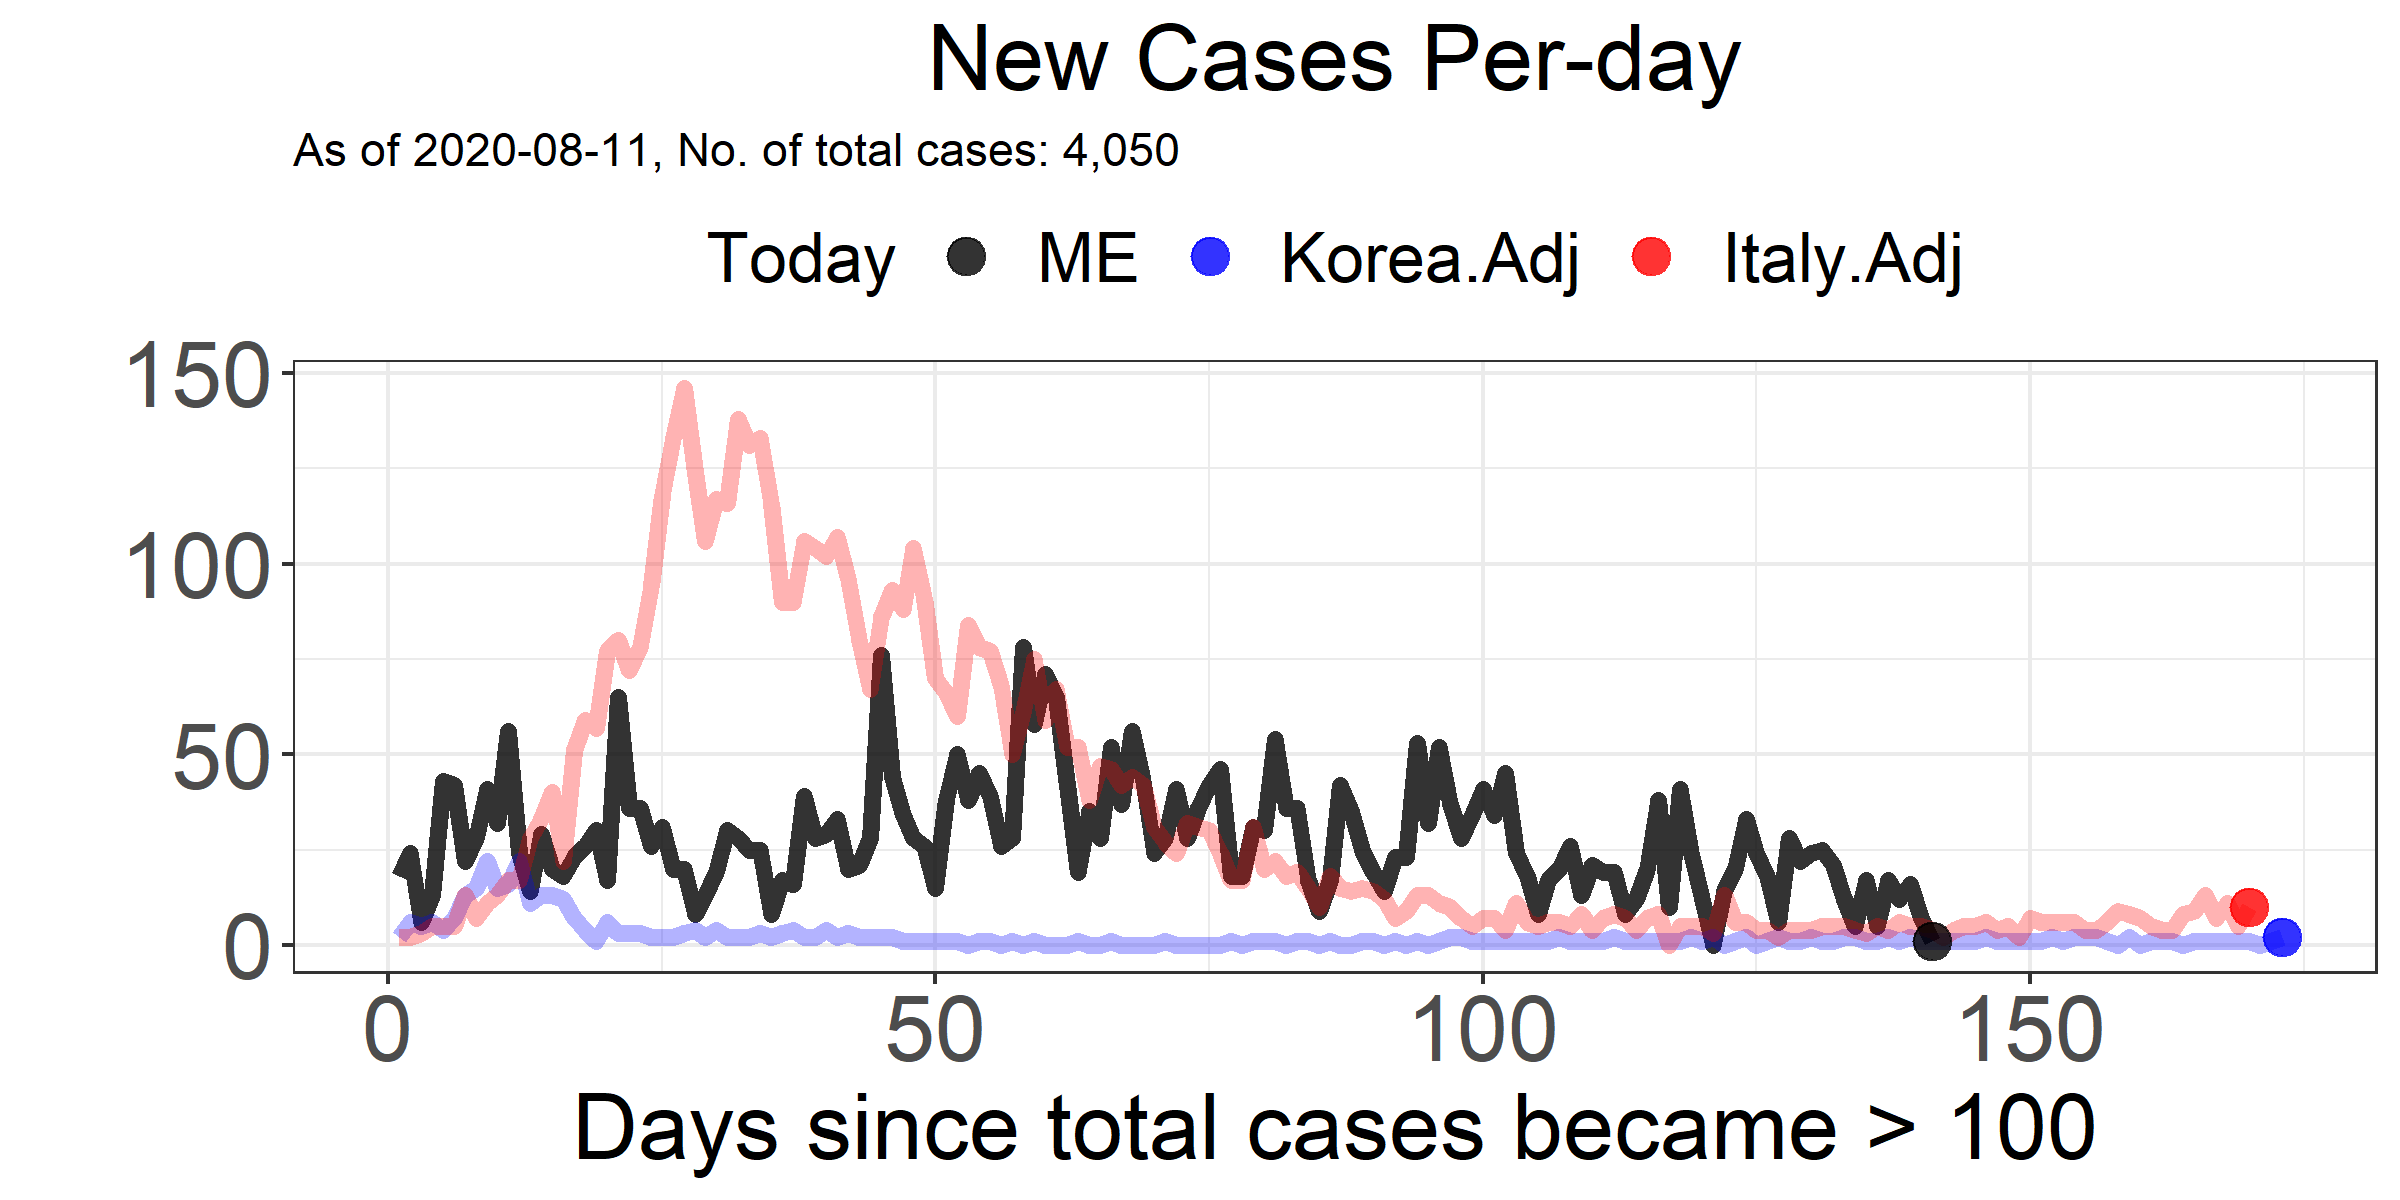 New Cases Per-day
As of 2020-08-11, No. of total cases: 4,050
Today ME Korea.Adj Italy.Adj
150
100
50
0
0 50 100 150
Days since total cases became > 100